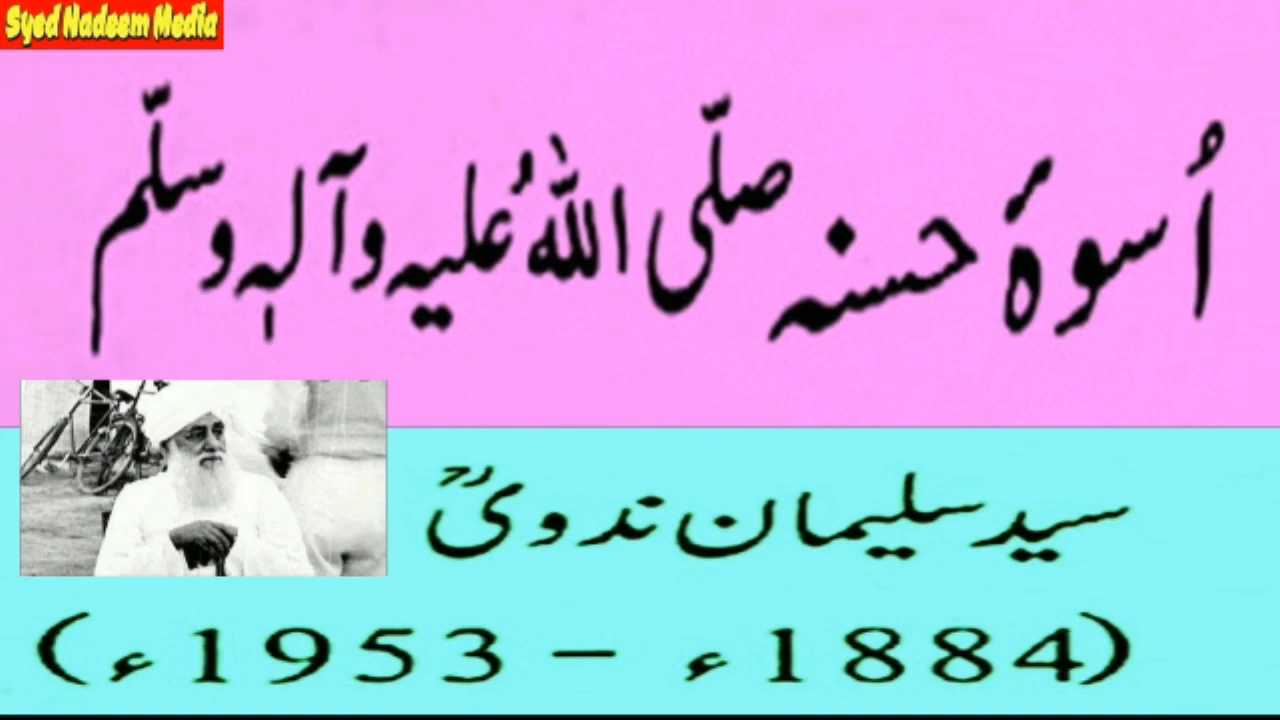 Syed Nadeem Media
اُسوۂ حسنہ صلّی اللہُ علیہ وآلہٖ وسلّم
سید سلیمان ندویؒ
(1884ء – 1953ء)